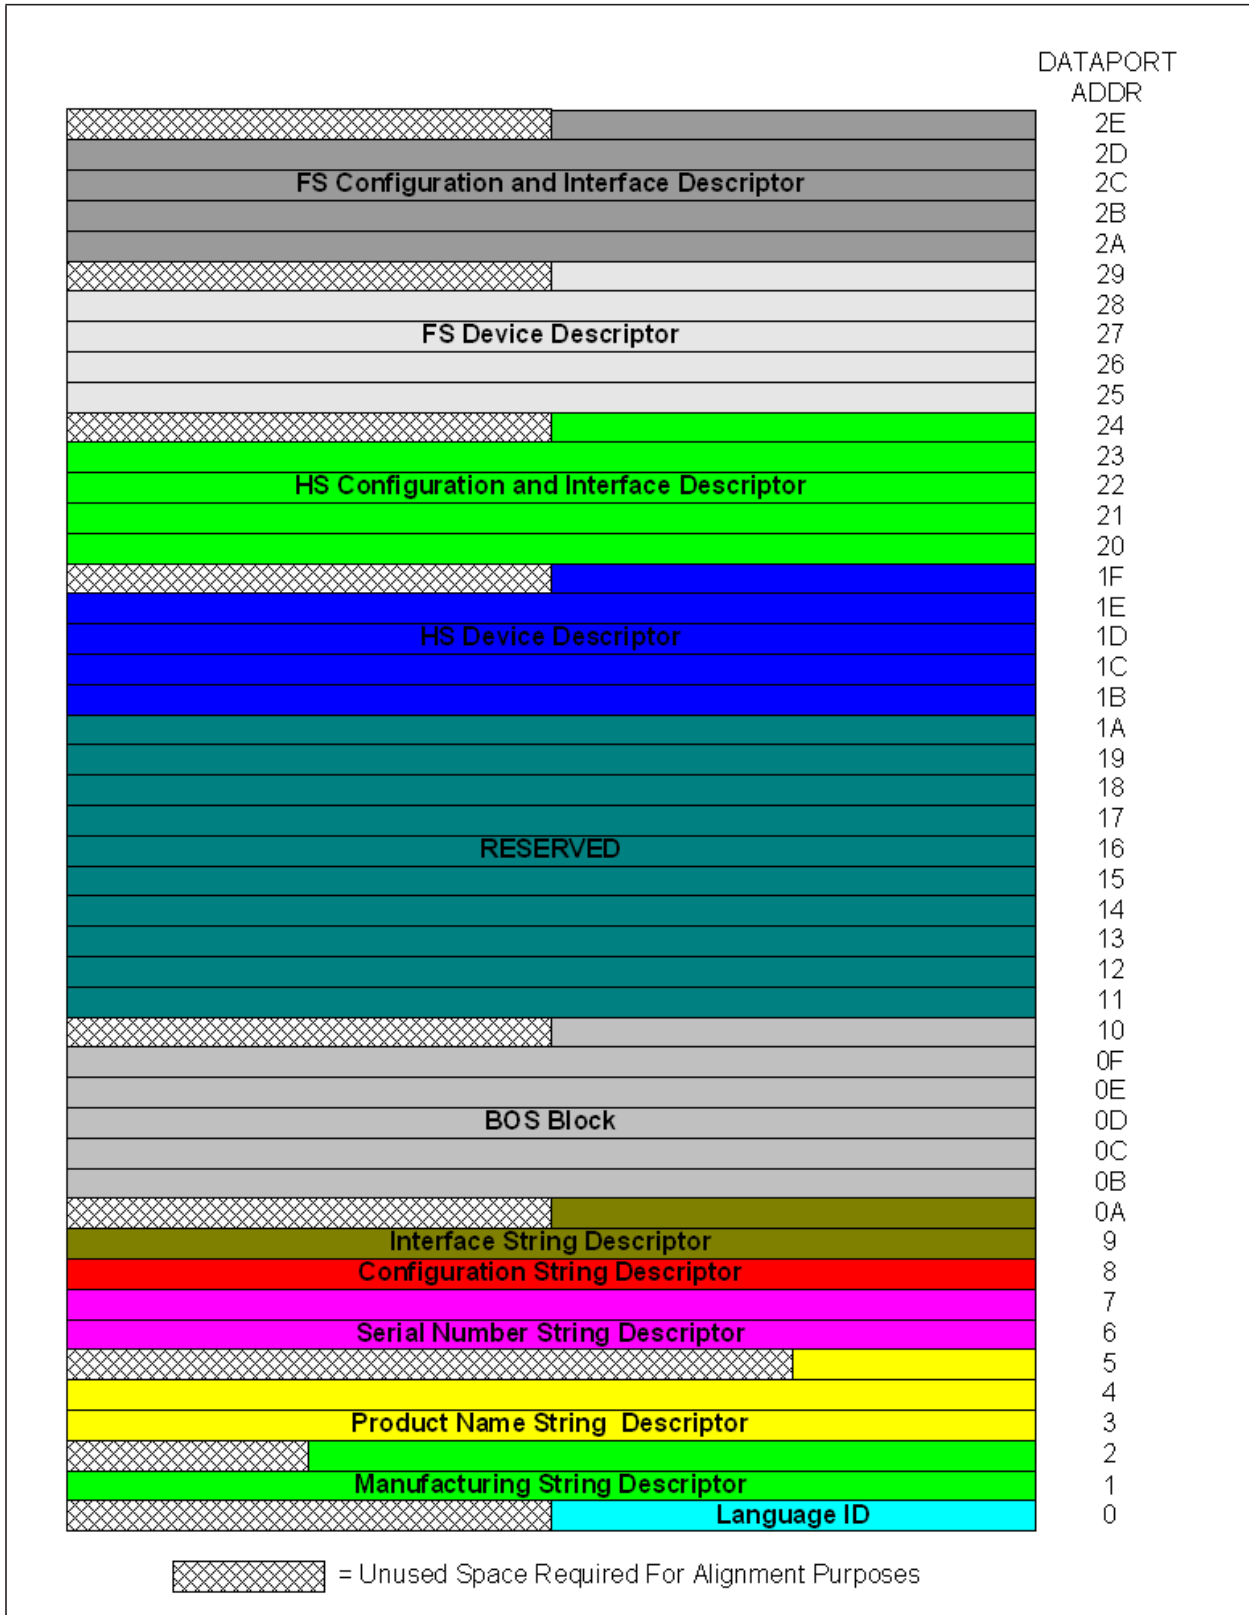 DATAPORT
ADDR
2E
2D
FS Configuration and Interface Descriptor 2C
2B
2A
29
28
FS Device Descriptor 27
26
25
24
23
HS Configuration and Interface Descriptor 22
21
20
1F
1E
HS Device Descriptor 1D
1C
1B
1A
19
18
17
RESERVED 16
15
14
13
12
11
10
0F
0E
BOS Block 0D
0C
0B
0A
Interface String Descriptor 9
Configuration String Descriptor 8
7
Serial Number String Descriptor 6
5
4
Product Name String Descriptor 3
2
Manufacturing String Descriptor 1
Language ID 0
= Unused Space Required For Alignment Purposes